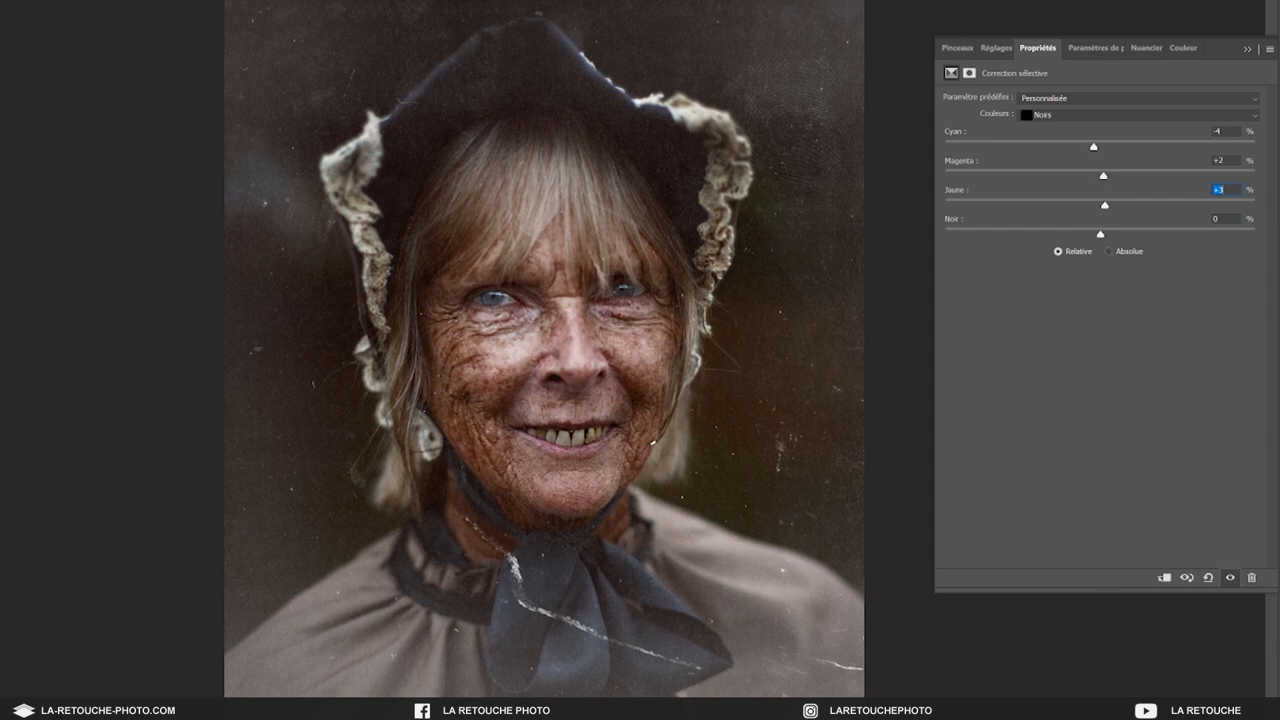 Pinceaux Réglages Propriétés Paramètres de p Nuancier Couleur
Correction sélective
Paramètre prédéfini : Personnalisée
Couleurs : Noirs
Cyan : -4 %
Magenta : +2 %
Jaune : +3 %
Noir : 0 %
Relative Absolue
LA-RETOUCHE-PHOTO.COM LA RETOUCHE PHOTO LARETOUCHEPHOTO LA RETOUCHE